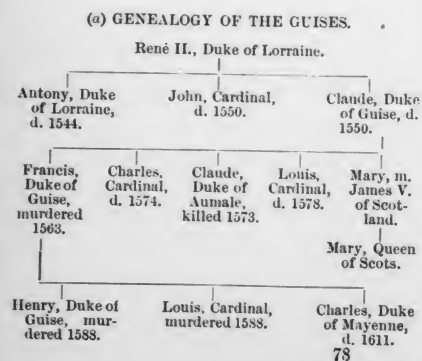 (a) GENEALOGY OF THE GUISES.
René II., Duke of Lorraine.
Antony, Duke
of Lorraine,
d. 1544.
John, Cardinal,
d. 1550.
Claude, Duke
of Guise, d.
1550.
Francis,
Duke of
Guise,
murdered
1563.
Charles,
Cardinal,
d. 1574.
Claude,
Duke of
Aumale,
killed 1573.
Louis,
Cardinal,
d. 1578.
Mary, m.
James V.
of Scot-
land.
Mary, Queen
of Scots.
Henry, Duke of
Guise, mur-
dered 1588.
Louis, Cardinal,
murdered 1588.
Charles, Duke
of Mayenne,
d. 1611.
78